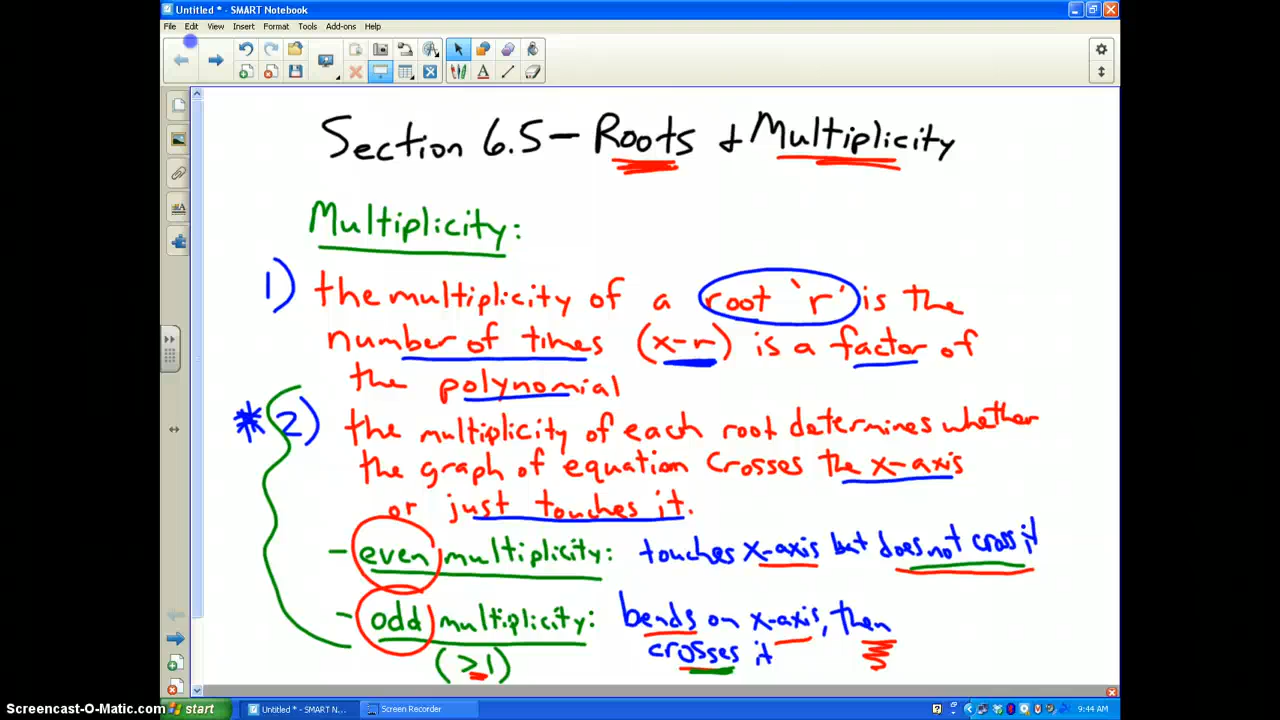 Untitled * - SMART Notebook
File Edit View Insert Format Tools Add-ons Help
Section 6.5 - Roots & Multiplicity
Multiplicity:
1) the multiplicity of a root 'r' is the
number of times (x-r) is a factor of
the polynomial
* 2) the multiplicity of each root determines whether
the graph of equation crosses the x-axis
or just touches it.
- even multiplicity: touches x-axis but does not cross it
- odd multiplicity: bends on x-axis, then
(>1) crosses it
Screencast-O-Matic.com start Untitled * - SMART N... Screen Recorder 9:44 AM